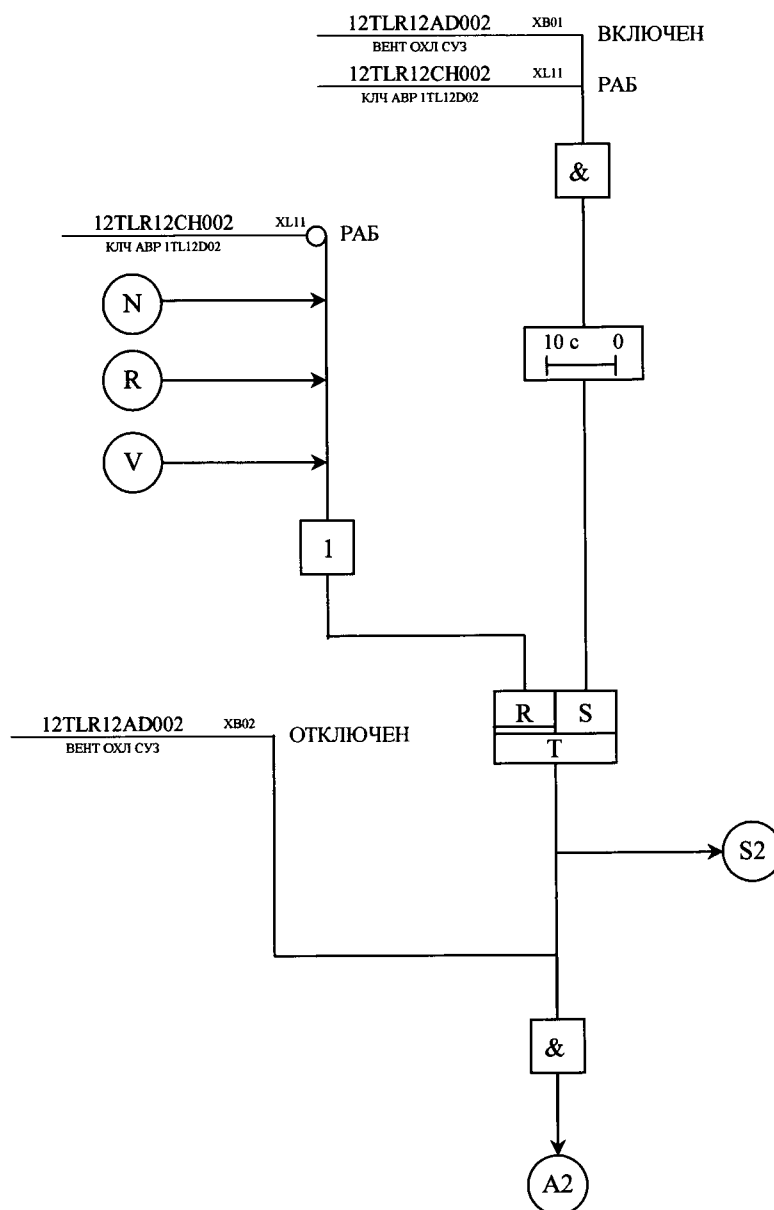 12TLR12AD002 XB01 ВКЛЮЧЕН
ВЕНТ ОХЛ СУЗ
12TLR12CH002 XL11 РАБ
КЛЧ АВР 1TL12D02
&
12TLR12CH002 XL11 РАБ
КЛЧ АВР 1TL12D02
N
10 с 0
R
V
1
R S
T
12TLR12AD002 XB02 ОТКЛЮЧЕН
ВЕНТ ОХЛ СУЗ
S2
&
A2